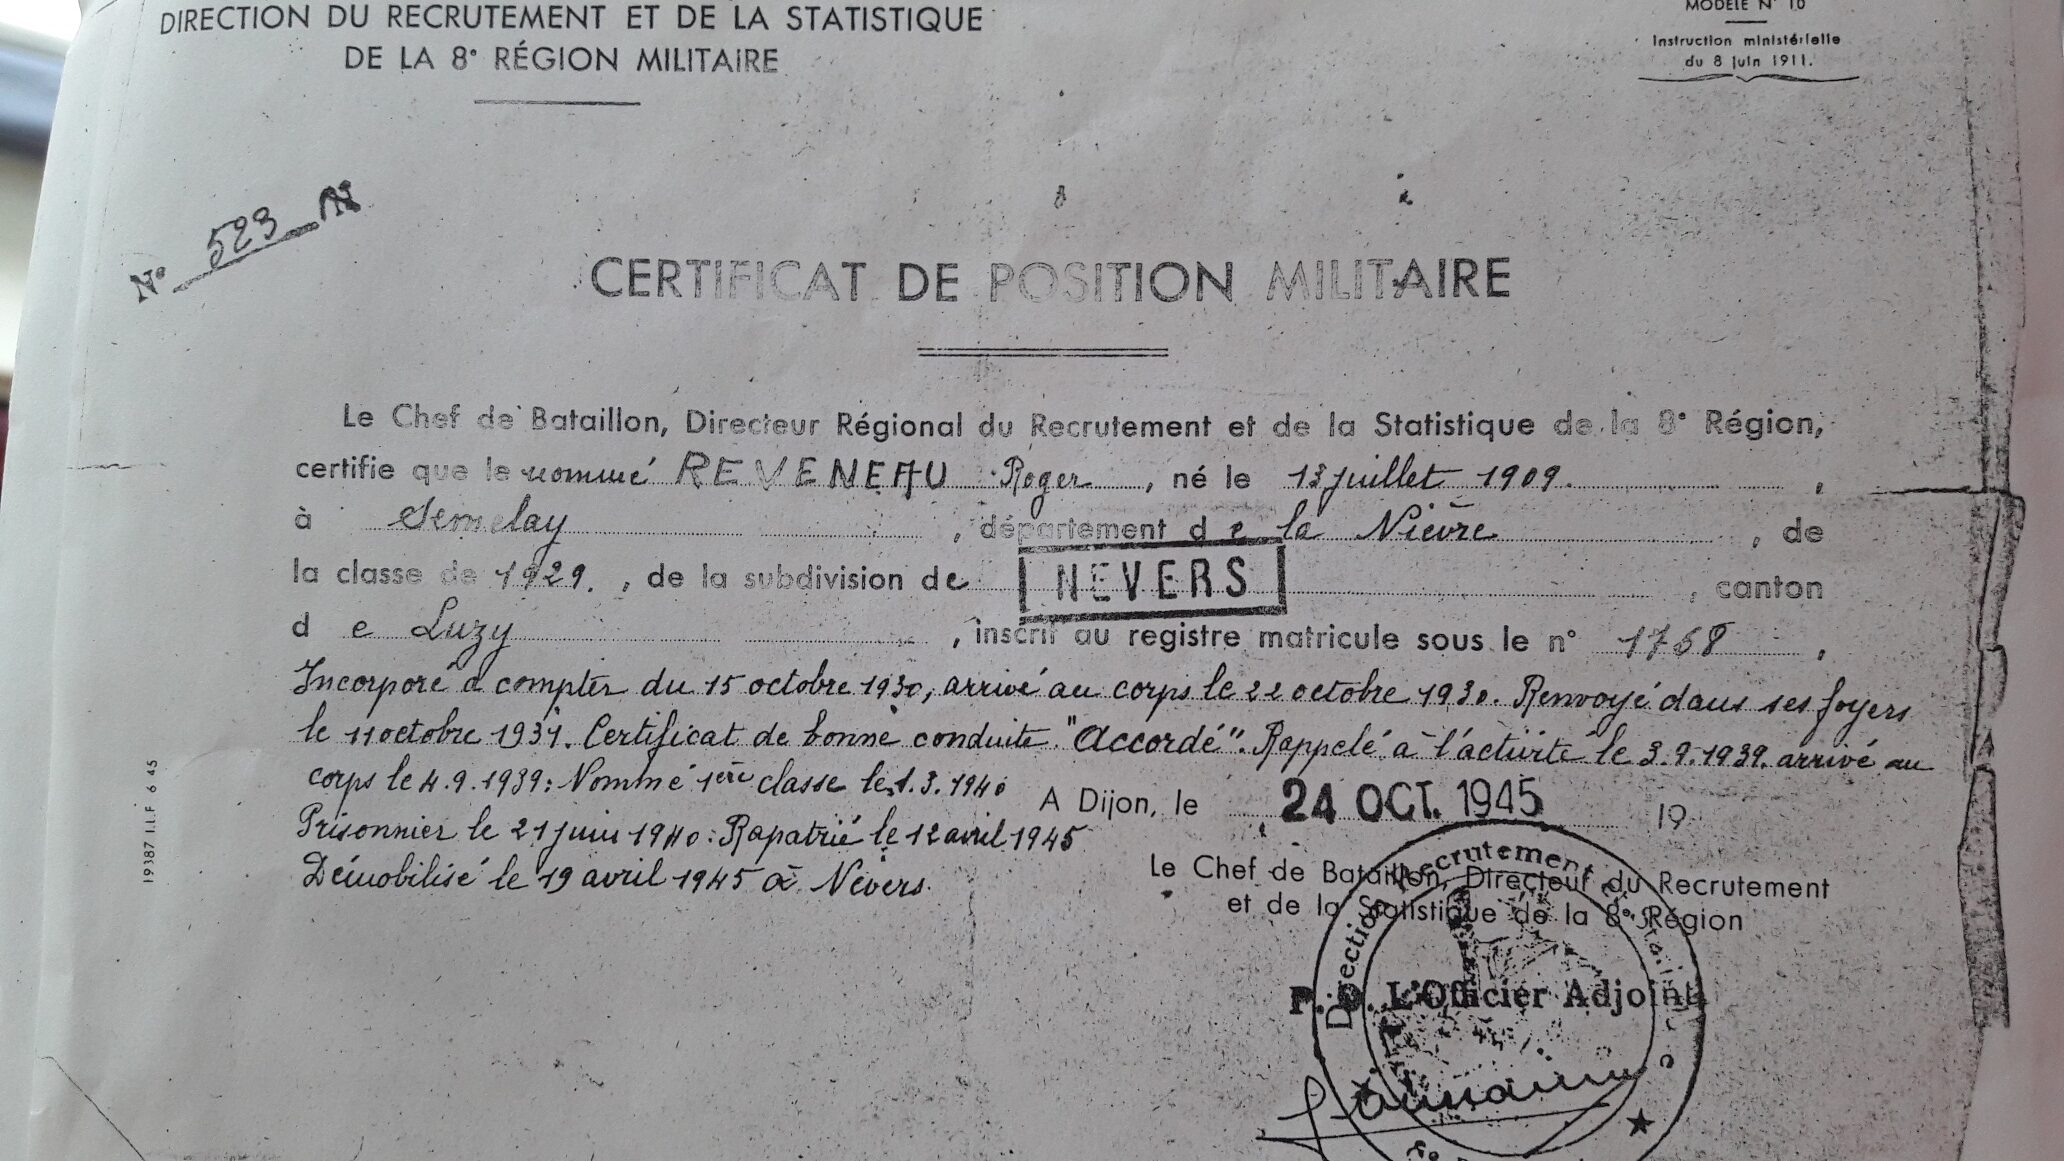 DIRECTION DU RECRUTEMENT ET DE LA STATISTIQUE
DE LA 8e RÉGION MILITAIRE
MODÈLE N° 10
Instruction ministérielle
du 8 juin 1911.
N° 523 N
CERTIFICAT DE POSITION MILITAIRE
Le Chef de Bataillon, Directeur Régional du Recrutement et de la Statistique de la 8e Région,
certifie que le nommé REVENEAU Roger, né le 13 juillet 1909.,
à Semelay, département de la Nièvre, de
la classe de 1929., de la subdivision de NEVERS, canton
de Luzy, inscrit au registre matricule sous le n° 1758,
Incorporé à compter du 15 octobre 1930, arrivé au corps le 22 octobre 1930. Renvoyé dans ses foyers
le 11 octobre 1931. Certificat de bonne conduite "Accordé". Rappelé à l'activité le 3.9.1939. arrivé au
corps le 4.9.1939: Nommé 1ère classe le 1.3.1940
Prisonnier le 21 juin 1940: Rapatrié le 12 avril 1945
Démobilisé le 19 avril 1945 à Nevers.
A Dijon, le 24 OCT. 1945 19
Le Chef de Bataillon, Directeur du Recrutement
et de la Statistique de la 8e Région
P. O. L'Officier Adjoint
Direction Recrutement
19387 I.L.F 6 45